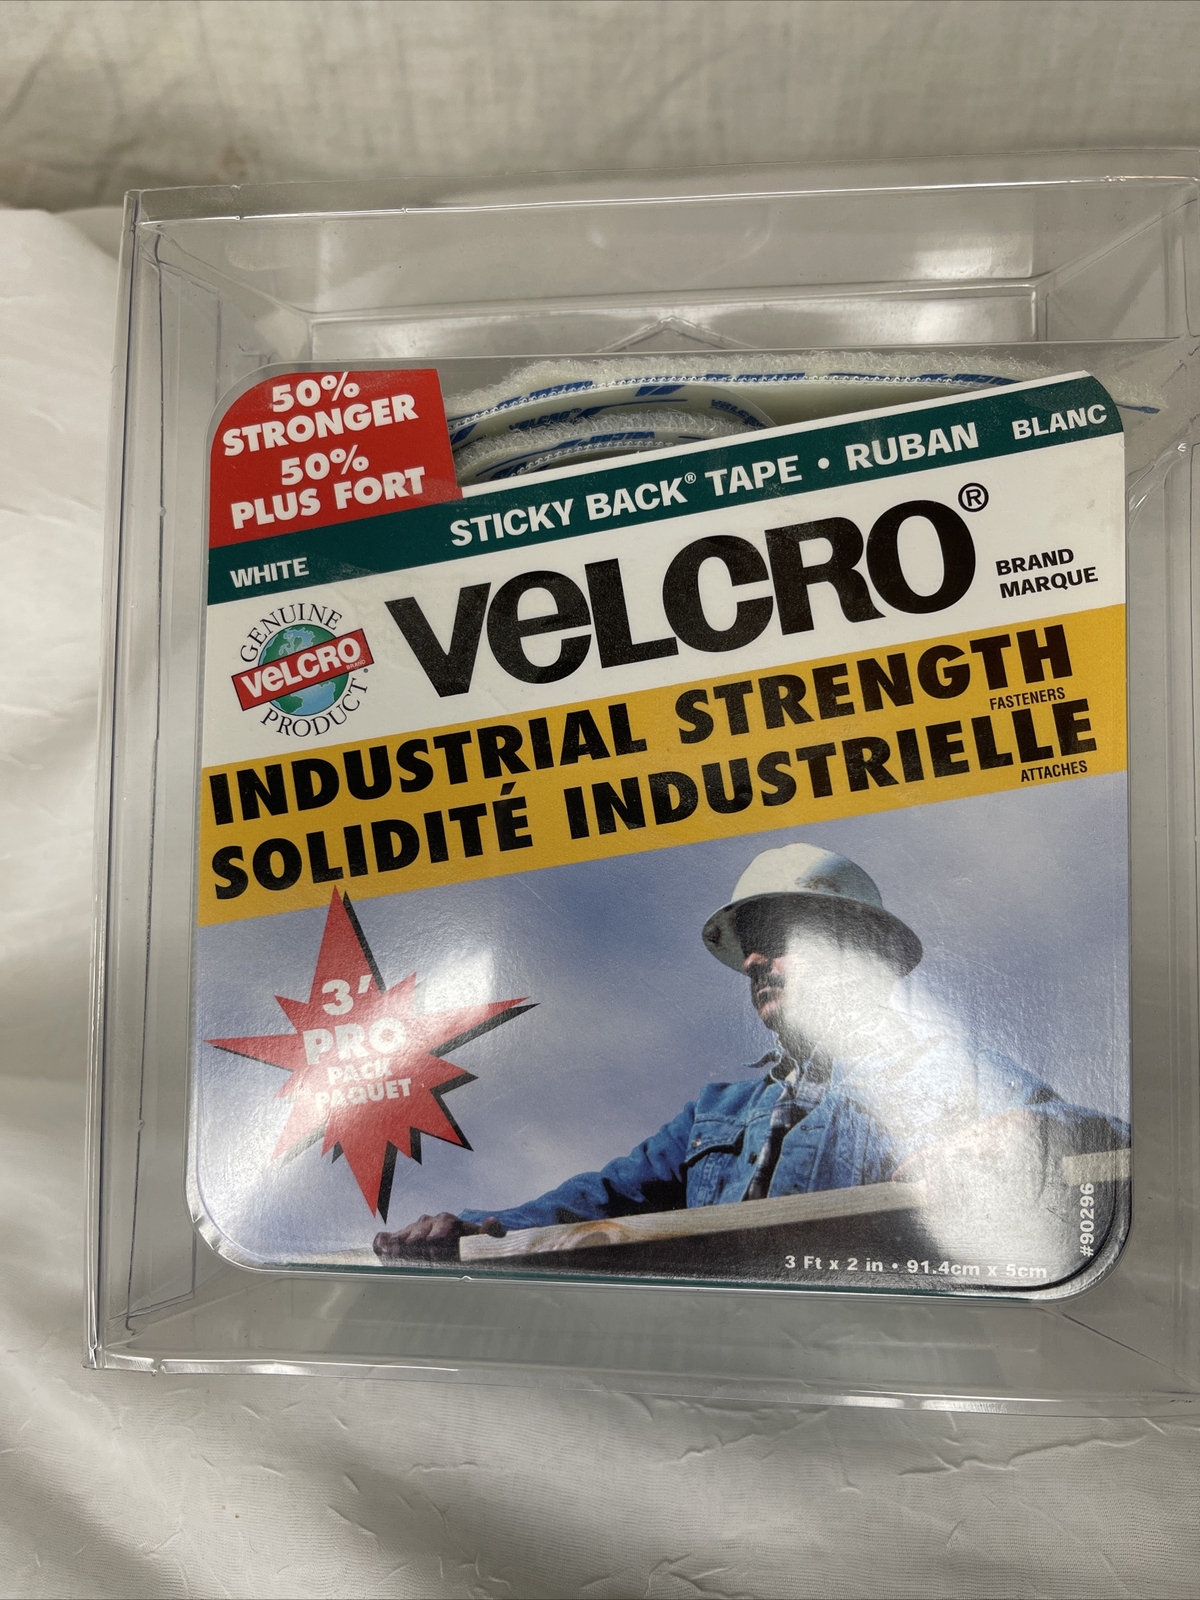 50%
STRONGER
50%
PLUS FORT
STICKY BACK® TAPE • RUBAN
BLANC
WHITE
VELCRO®
BRAND
MARQUE
GENUINE
VELCRO
BRAND
PRODUCT
INDUSTRIAL STRENGTH
FASTENERS
SOLIDITÉ INDUSTRIELLE
ATTACHES
3'
PRO
PACK
PAQUET
#90296
3 Ft x 2 in • 91.4cm x 5cm